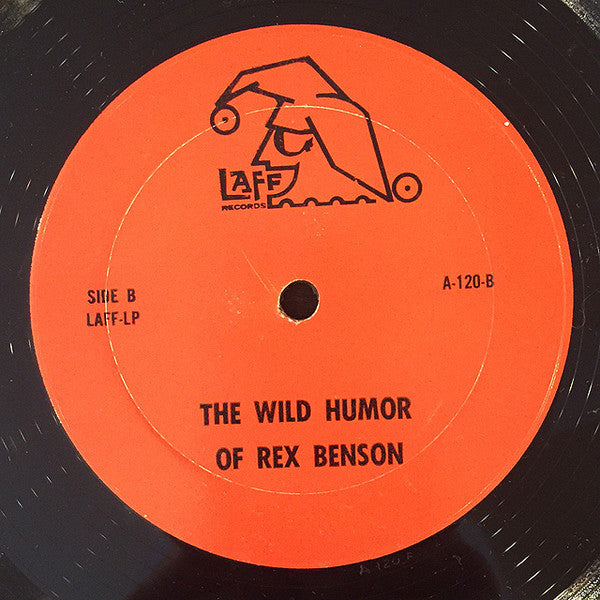 LAFF
RECORDS
SIDE B
LAFF-LP
A-120-B
THE WILD HUMOR
OF REX BENSON